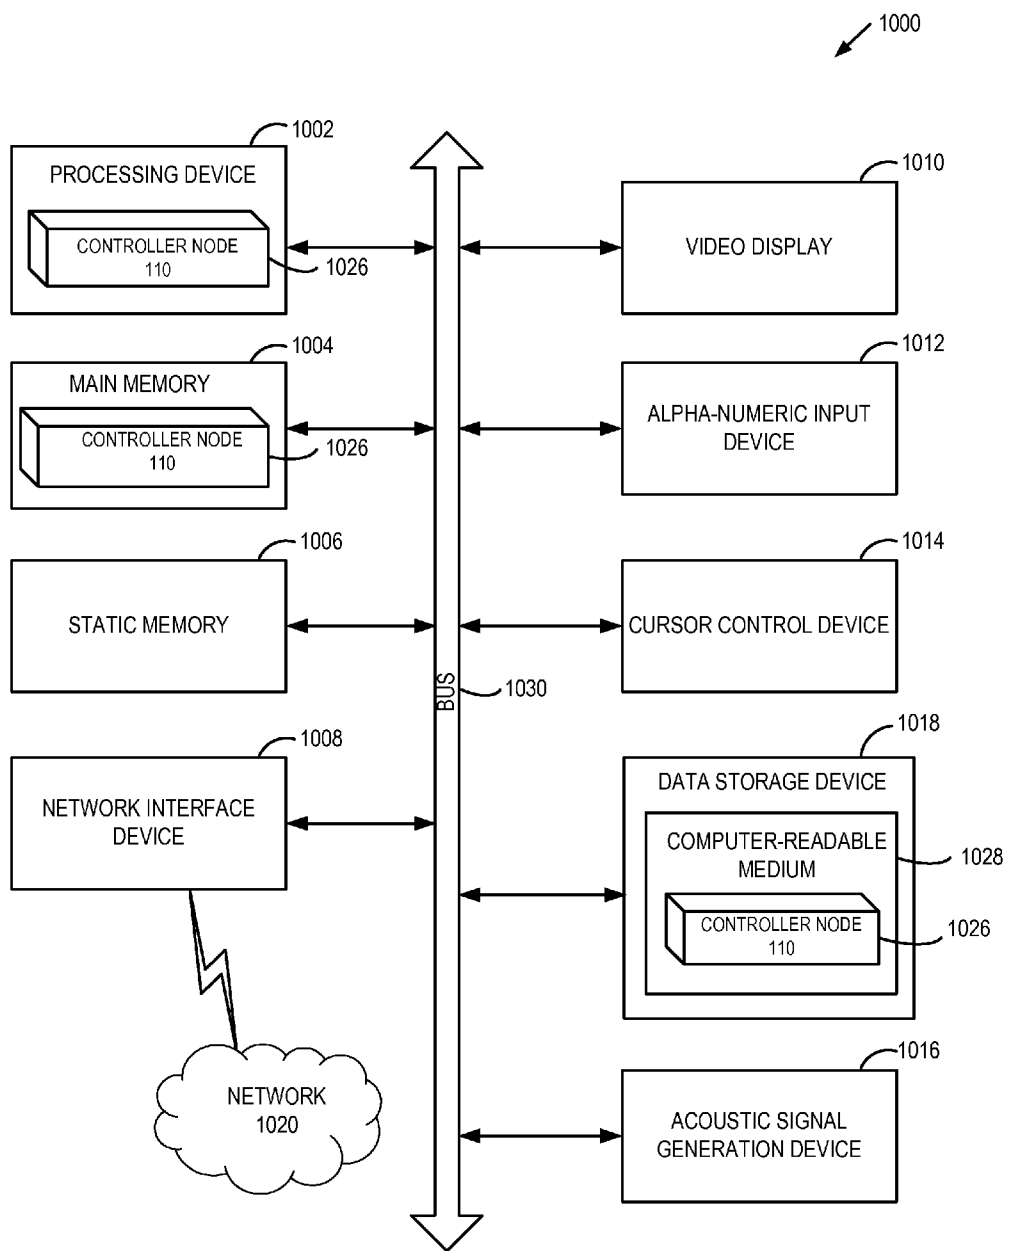 1000
1002
PROCESSING DEVICE
CONTROLLER NODE
110
1026
1004
MAIN MEMORY
CONTROLLER NODE
110
1026
1006
STATIC MEMORY
1008
NETWORK INTERFACE
DEVICE
NETWORK
1020
BUS
1030
1010
VIDEO DISPLAY
1012
ALPHA-NUMERIC INPUT
DEVICE
1014
CURSOR CONTROL DEVICE
1018
DATA STORAGE DEVICE
COMPUTER-READABLE
MEDIUM
1028
CONTROLLER NODE
110
1026
1016
ACOUSTIC SIGNAL
GENERATION DEVICE